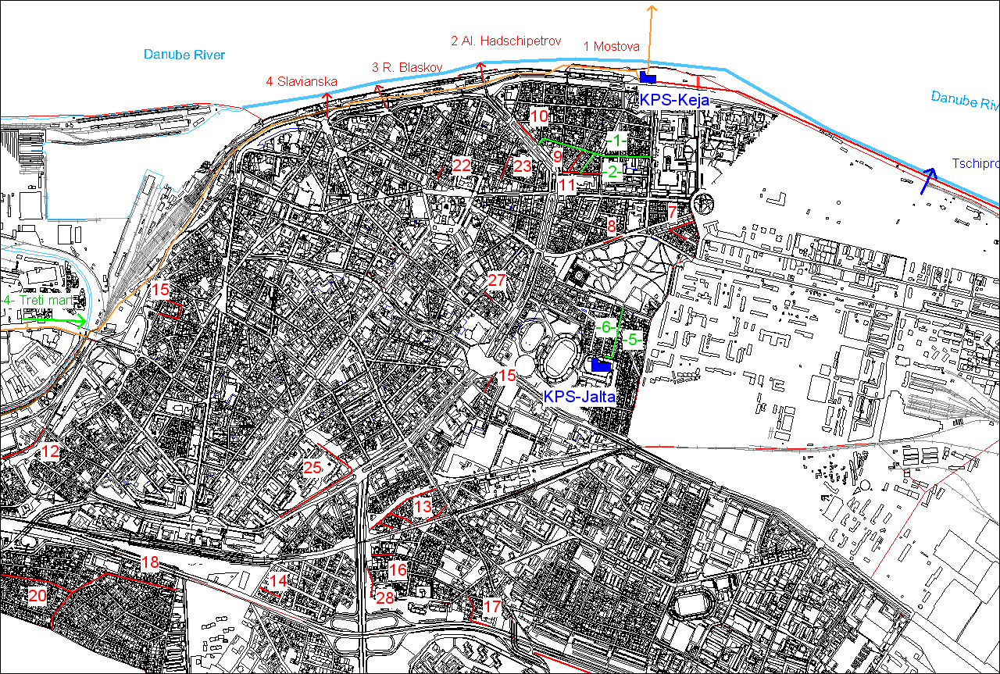 2 Al. Hadschipetrov
1 Mostova
Danube River
3 R. Blaskov
4 Slavianska
KPS-Keja
Danube Riv
10
-1-
9
22
23
-2-
Tschipro
11
7
8
27
15
-4- Treti mart
-6-
-5-
15
KPS-Jalta
12
25
13
18
16
14
20
28
17